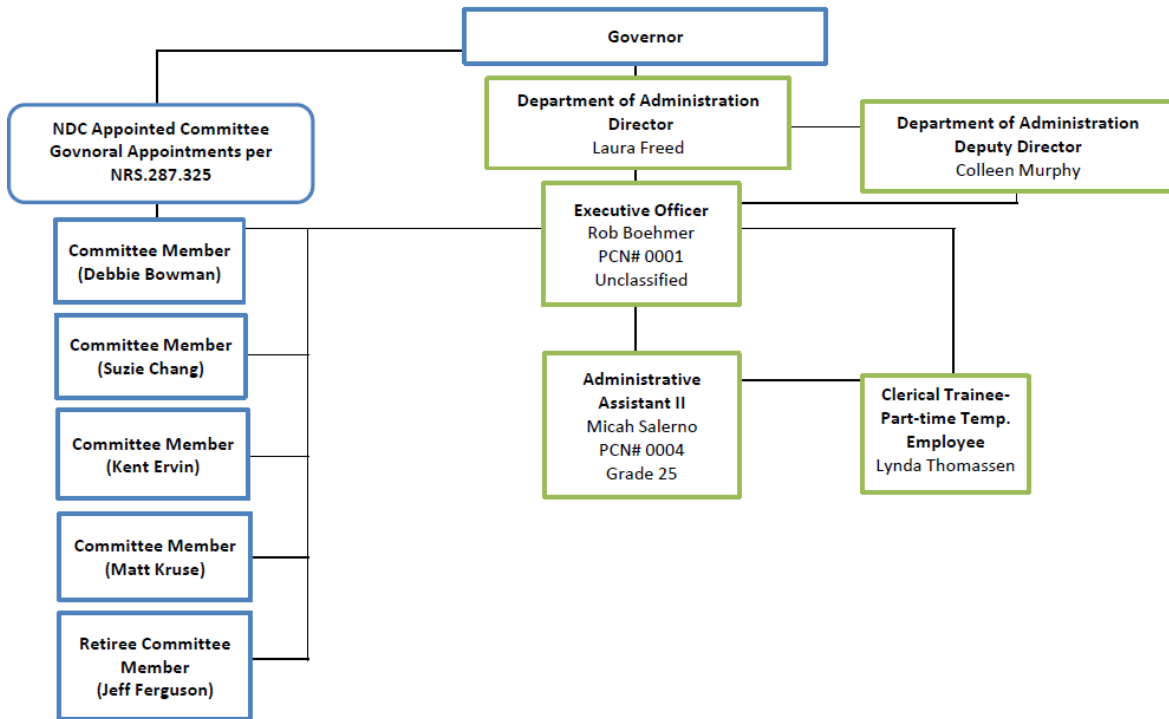 Governor
Department of Administration
Director
Laura Freed
Department of Administration
Deputy Director
Colleen Murphy
NDC Appointed Committee
Govnoral Appointments per
NRS.287.325
Executive Officer
Rob Boehmer
PCN# 0001
Unclassified
Committee Member
(Debbie Bowman)
Committee Member
(Suzie Chang)
Administrative
Assistant II
Micah Salerno
PCN# 0004
Grade 25
Clerical Trainee-
Part-time Temp.
Employee
Lynda Thomassen
Committee Member
(Kent Ervin)
Committee Member
(Matt Kruse)
Retiree Committee
Member
(Jeff Ferguson)